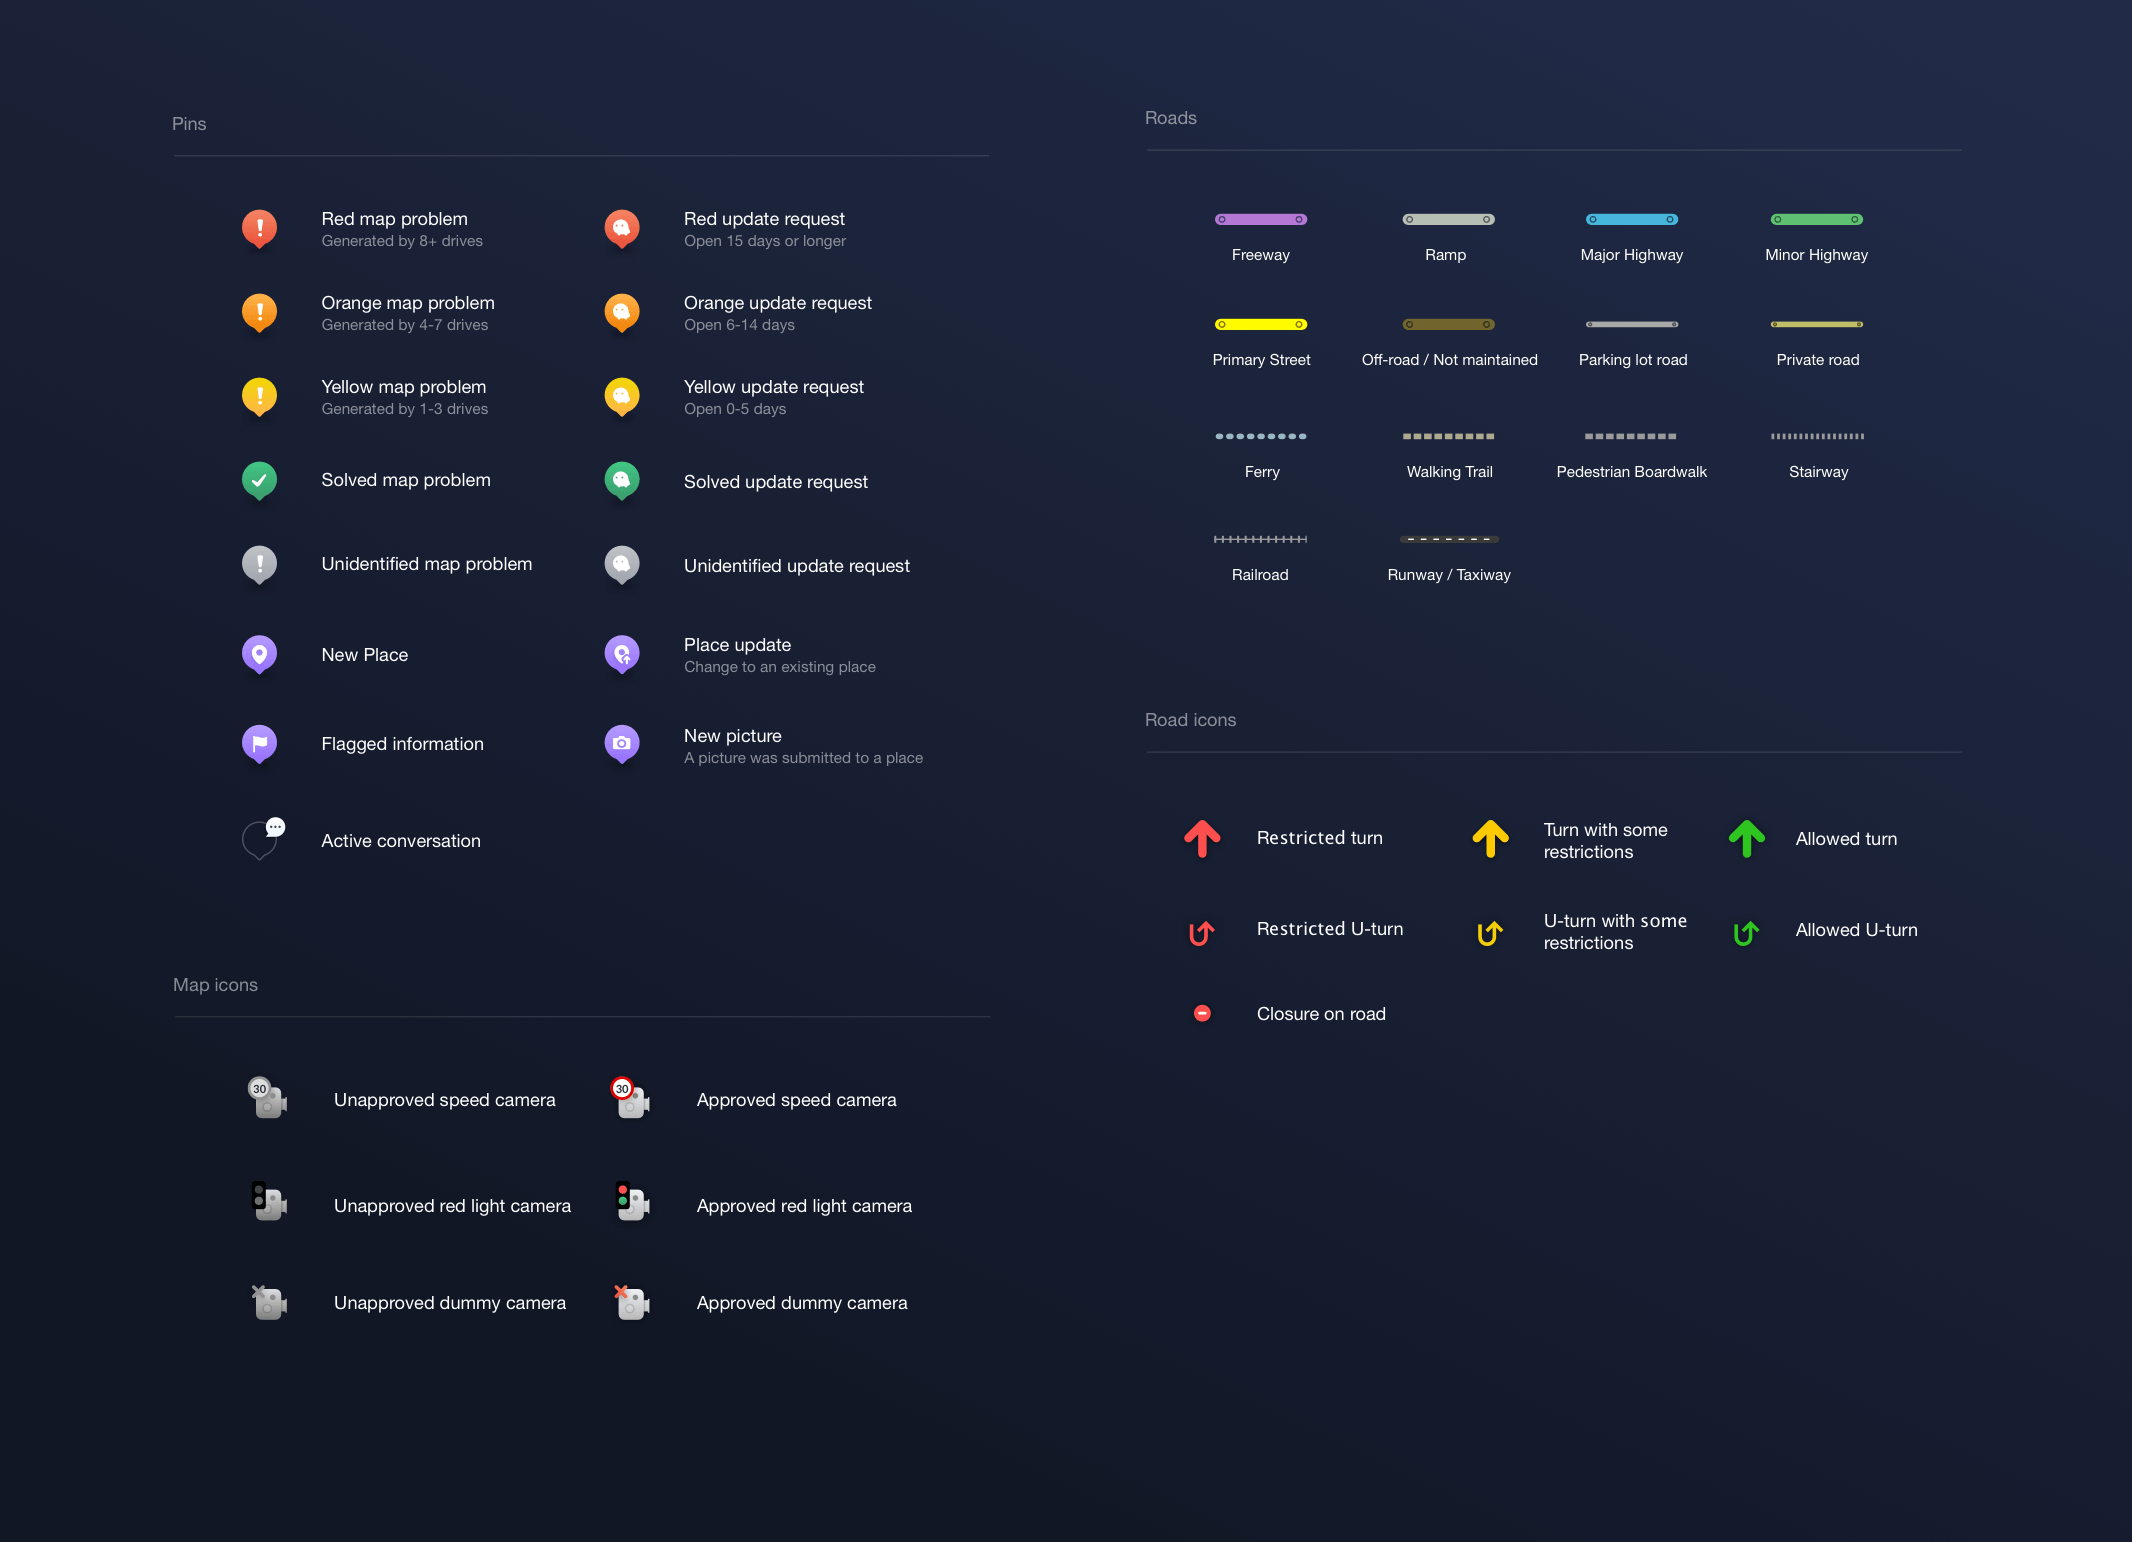 Pins
Red map problem
Generated by 8+ drives
Red update request
Open 15 days or longer
Orange map problem
Generated by 4-7 drives
Orange update request
Open 6-14 days
Yellow map problem
Generated by 1-3 drives
Yellow update request
Open 0-5 days
Solved map problem
Solved update request
Unidentified map problem
Unidentified update request
New Place
Place update
Change to an existing place
Flagged information
New picture
A picture was submitted to a place
Active conversation
Map icons
30
Unapproved speed camera
30
Approved speed camera
Unapproved red light camera
Approved red light camera
Unapproved dummy camera
Approved dummy camera
Roads
Freeway
Ramp
Major Highway
Minor Highway
Primary Street
Off-road / Not maintained
Parking lot road
Private road
Ferry
Walking Trail
Pedestrian Boardwalk
Stairway
Railroad
Runway / Taxiway
Road icons
Restricted turn
Turn with some
restrictions
Allowed turn
Restricted U-turn
U-turn with some
restrictions
Allowed U-turn
Closure on road